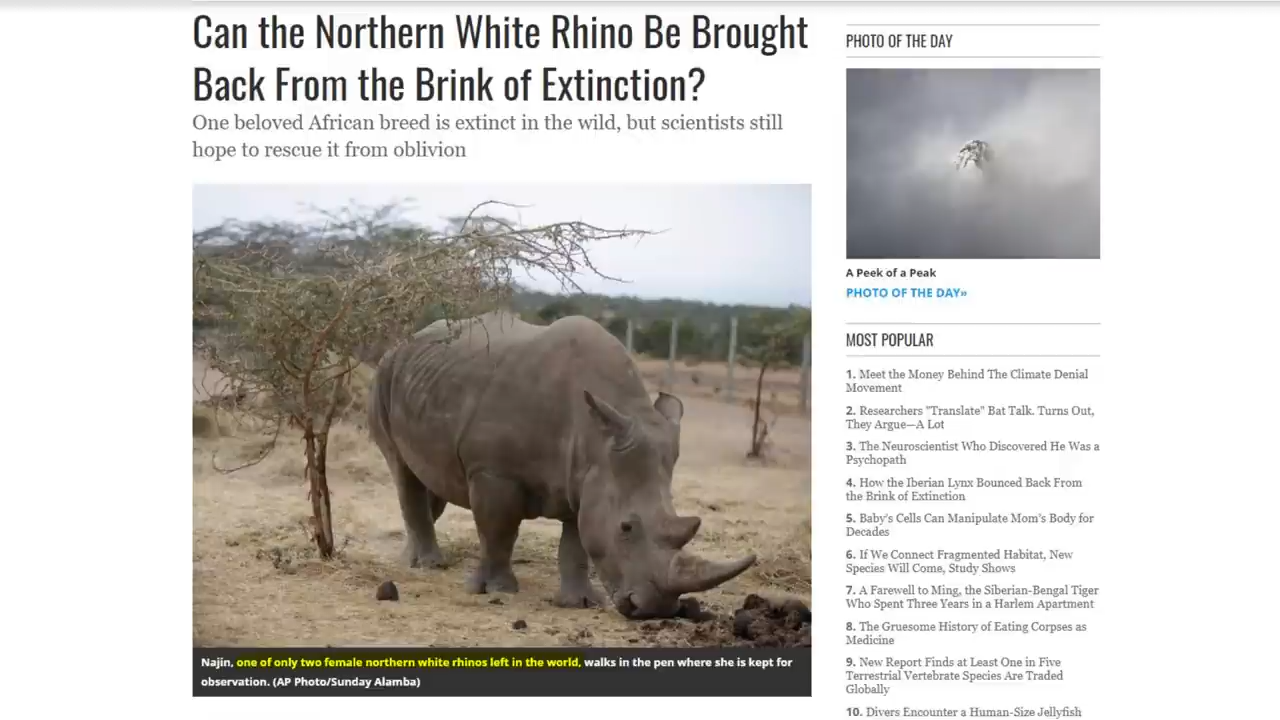 Can the Northern White Rhino Be Brought
Back From the Brink of Extinction?
One beloved African breed is extinct in the wild, but scientists still
hope to rescue it from oblivion
Najin, one of only two female northern white rhinos left in the world, walks in the pen where she is kept for
observation. (AP Photo/Sunday Alamba)
PHOTO OF THE DAY
A Peek of a Peak
PHOTO OF THE DAY»
MOST POPULAR
1. Meet the Money Behind The Climate Denial
Movement
2. Researchers "Translate" Bat Talk. Turns Out,
They Argue—A Lot
3. The Neuroscientist Who Discovered He Was a
Psychopath
4. How the Iberian Lynx Bounced Back From
the Brink of Extinction
5. Baby's Cells Can Manipulate Mom's Body for
Decades
6. If We Connect Fragmented Habitat, New
Species Will Come, Study Shows
7. A Farewell to Ming, the Siberian-Bengal Tiger
Who Spent Three Years in a Harlem Apartment
8. The Gruesome History of Eating Corpses as
Medicine
9. New Report Finds at Least One in Five
Terrestrial Vertebrate Species Are Traded
Globally
10. Divers Encounter a Human-Size Jellyfish